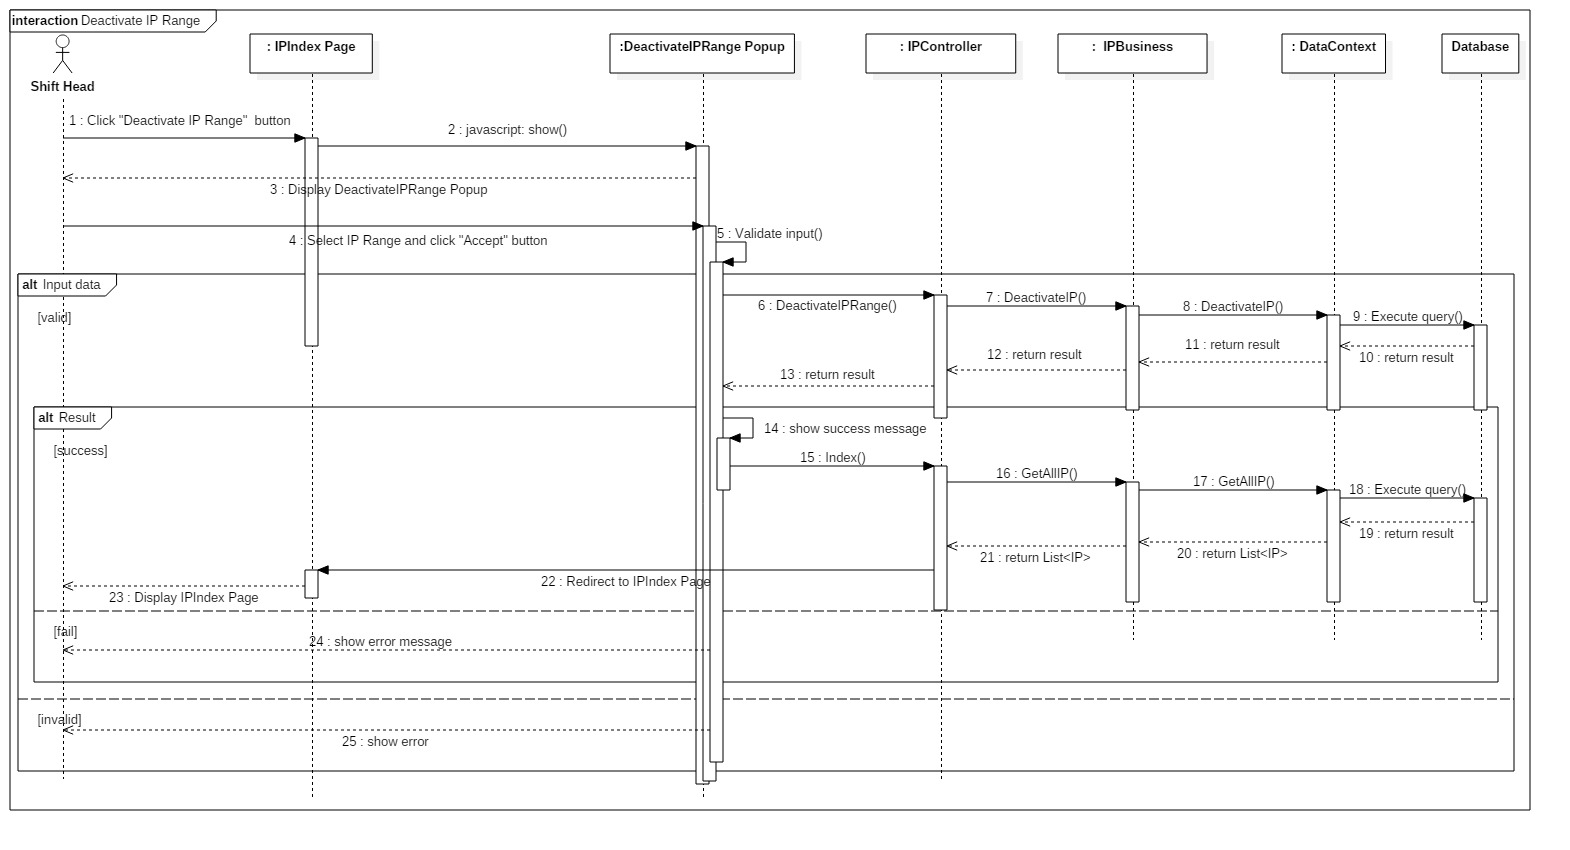 interaction Deactivate IP Range
Shift Head
: IPIndex Page
:DeactivateIPRange Popup
: IPController
: IPBusiness
: DataContext
Database
1 : Click "Deactivate IP Range" button
2 : javascript: show()
3 : Display DeactivateIPRange Popup
4 : Select IP Range and click "Accept" button
5 : Validate input()
alt Input data
[valid]
6 : DeactivateIPRange()
7 : DeactivateIP()
8 : DeactivateIP()
9 : Execute query()
10 : return result
11 : return result
12 : return result
13 : return result
alt Result
[success]
14 : show success message
15 : Index()
16 : GetAllIP()
17 : GetAllIP()
18 : Execute query()
19 : return result
20 : return List<IP>
21 : return List<IP>
22 : Redirect to IPIndex Page
23 : Display IPIndex Page
[fail]
24 : show error message
[invalid]
25 : show error